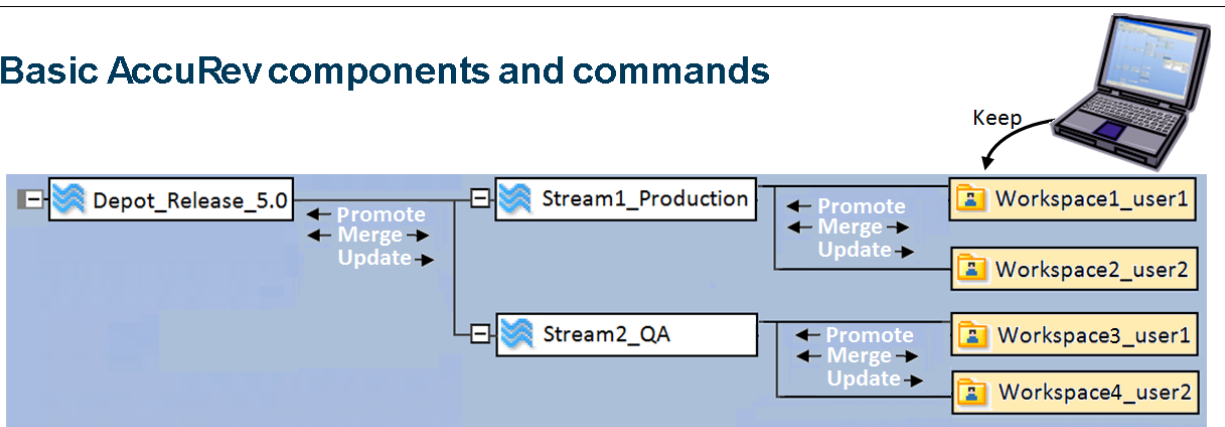 Basic AccuRev components and commands
Keep
Depot_Release_5.0
Promote
Merge
Update
Stream1_Production
Promote
Merge
Update
Workspace1_user1
Workspace2_user2
Stream2_QA
Promote
Merge
Update
Workspace3_user1
Workspace4_user2